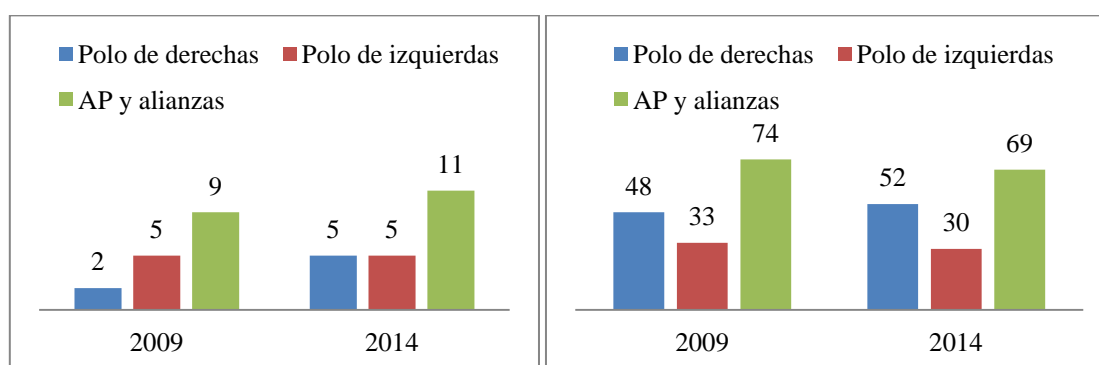 Polo de derechas Polo de izquierdas
AP y alianzas
2 5 9 5 5 11
2009 2014
Polo de derechas Polo de izquierdas
AP y alianzas
48 33 74 52 30 69
2009 2014